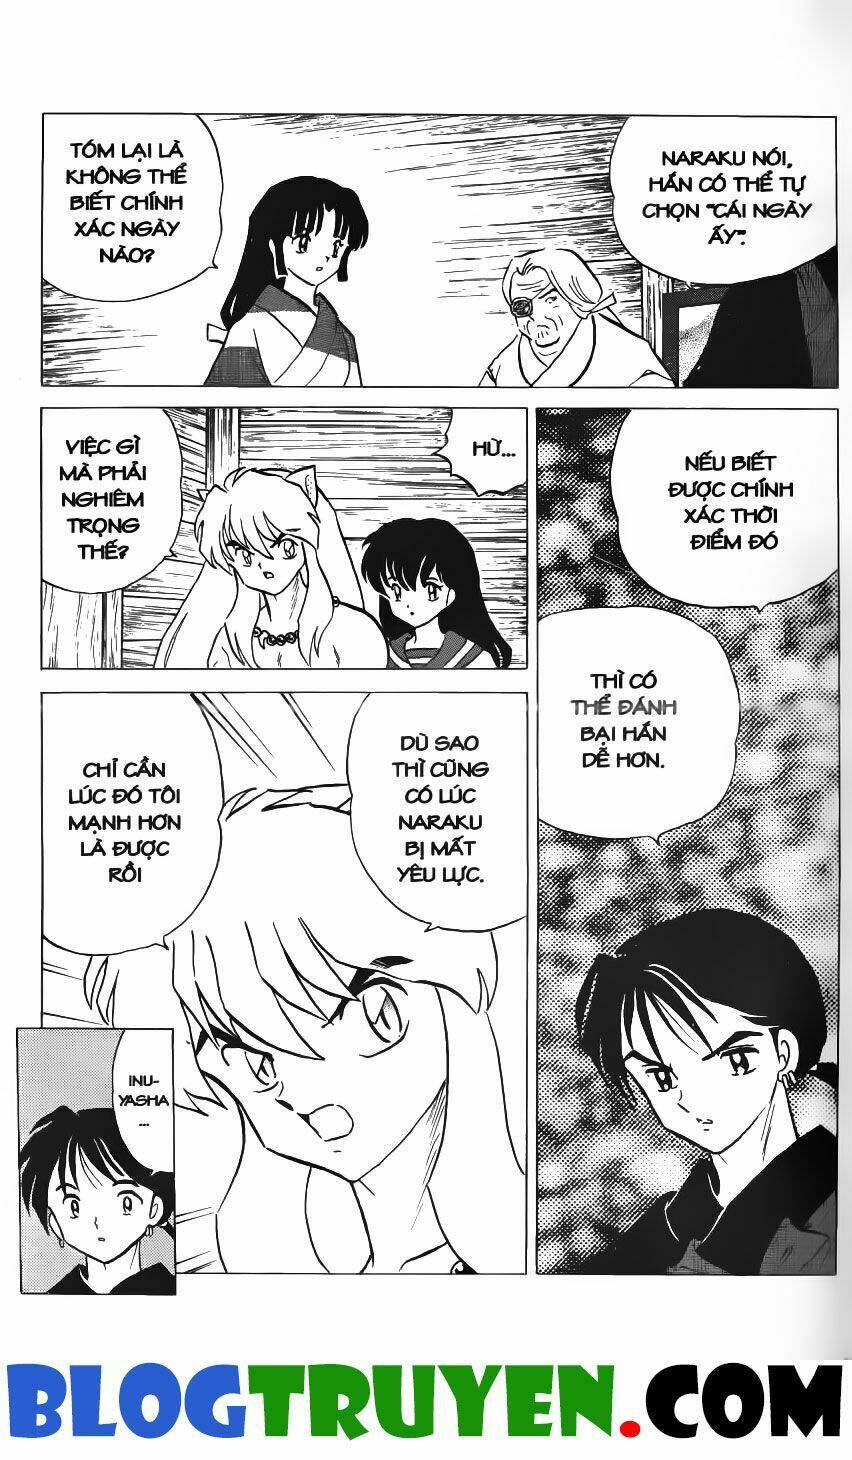 NARAKU NÓI,
HẮN CÓ THỂ TỰ
CHỌN "CÁI NGÀY
ẤY".
TÓM LẠI LÀ
KHÔNG THỂ
BIẾT CHÍNH
XÁC NGÀY
NÀO?
NẾU BIẾT
ĐƯỢC CHÍNH
XÁC THỜI
ĐIỂM ĐÓ
THÌ CÓ
THỂ ĐÁNH
BẠI HẮN
DỄ HƠN.
HỪ...
VIỆC GÌ
MÀ PHẢI
NGHIÊM
TRỌNG
THẾ?
DÙ SAO
THÌ CŨNG
CÓ LÚC
NARAKU
BỊ MẤT
YÊU LỰC.
CHỈ CẦN
LÚC ĐÓ TÔI
MẠNH HƠN
LÀ ĐƯỢC
RỒI
INU-
YASHA
...
BLOGTRUYEN.COM